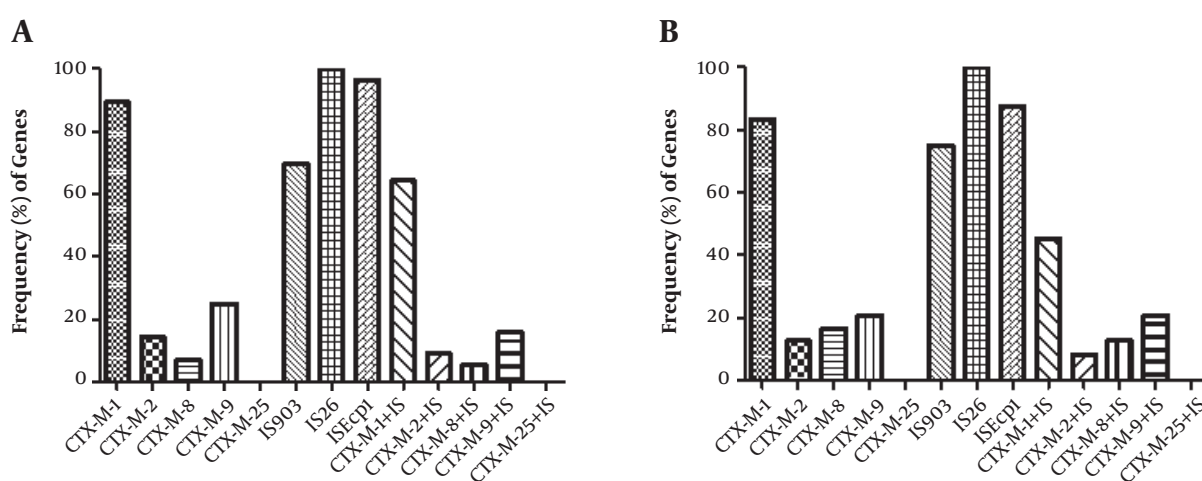 A
Frequency (%) of Genes
100
80
60
40
20
0
CTX-M-1
CTX-M-2
CTX-M-8
CTX-M-9
CTX-M-25
IS903
IS26
ISEcp1
CTX-M-1+IS
CTX-M-2+IS
CTX-M-8+IS
CTX-M-9+IS
CTX-M-25+IS
B
Frequency (%) of Genes
100
80
60
40
20
0
CTX-M-1
CTX-M-2
CTX-M-8
CTX-M-9
CTX-M-25
IS903
IS26
ISEcp1
CTX-M-1+IS
CTX-M-2+IS
CTX-M-8+IS
CTX-M-9+IS
CTX-M-25+IS